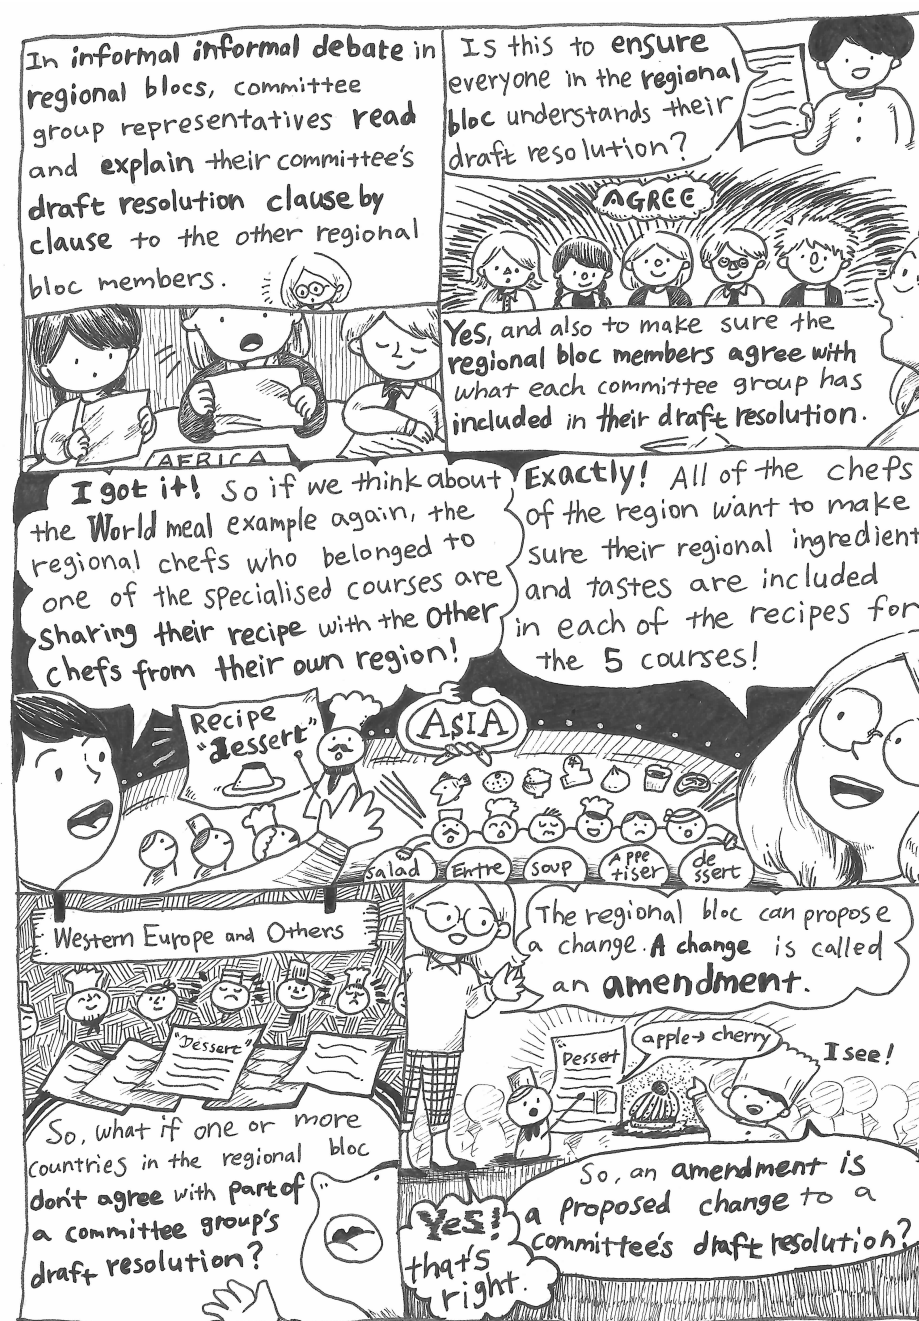 In informal informal debate in
regional blocs, committee
group representatives read
and explain their committee's
draft resolution clause by
clause to the other regional
bloc members.
AFRICA
Is this to ensure
everyone in the regional
bloc understands their
draft resolution?
AGREE
Yes, and also to make sure the
regional bloc members agree with
what each committee group has
included in their draft resolution.
I got it! So if we think about
the World meal example again, the
regional chefs who belonged to
one of the specialised courses are
sharing their recipe with the Other
chefs from their own region!
Exactly! All of the chefs
of the region want to make
sure their regional ingredient
and tastes are included
in each of the recipes for
the 5 courses!
Recipe
"dessert"
ASIA
salad
Entre
soup
Appe
tiser
de
ssert
Western Europe and Others
"Dessert"
So, what if one or more
countries in the regional bloc
don't agree with part of
a committee group's
draft resolution?
The regional bloc can propose
a change. A change is called
an amendment.
Dessert
apple→ cherry
I see!
So, an amendment is
a proposed change to a
committee's draft resolution?
Yes!
that's
right.